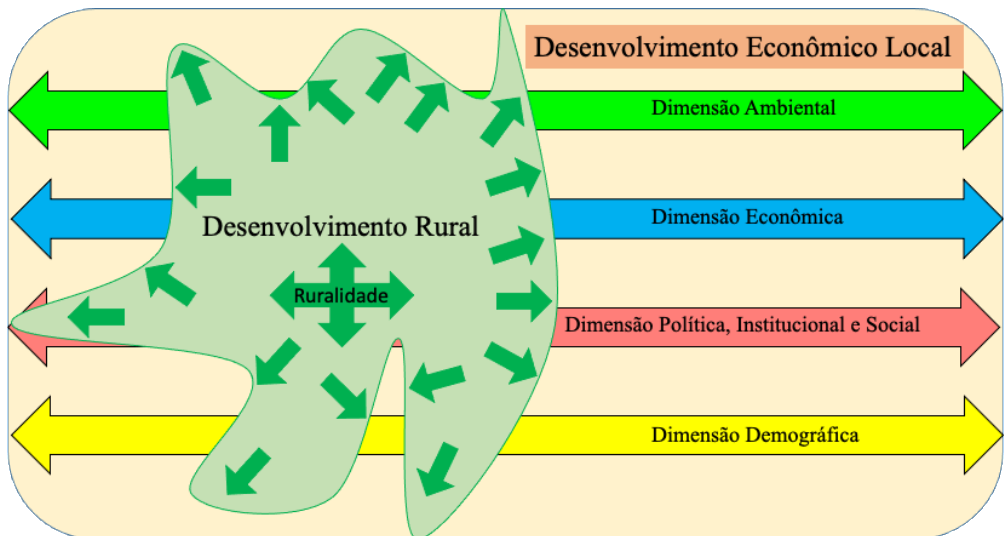 Desenvolvimento Econômico Local
Dimensão Ambiental
Dimensão Econômica
Desenvolvimento Rural
Ruralidade
Dimensão Política, Institucional e Social
Dimensão Demográfica